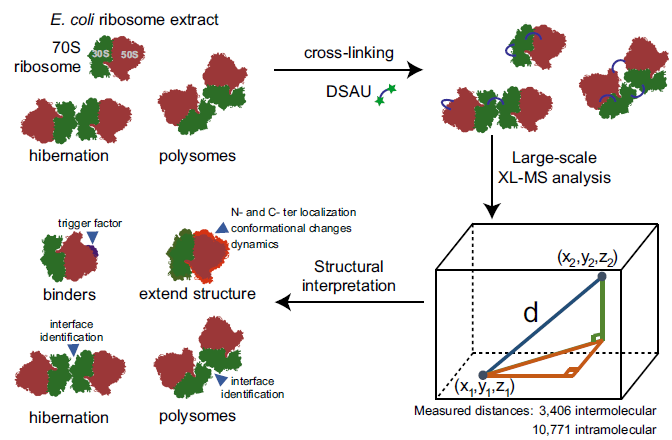 E. coli ribosome extract
70S
ribosome
30S
50S
hibernation
polysomes
cross-linking
DSAU
Large-scale
XL-MS analysis
(x2,y2,z2)
d
(x1,y1,z1)
Measured distances: 3,406 intermolecular
10,771 intramolecular
Structural
interpretation
trigger factor
binders
N- and C- ter localization
conformational changes
dynamics
extend structure
interface
identification
hibernation
interface
identification
polysomes